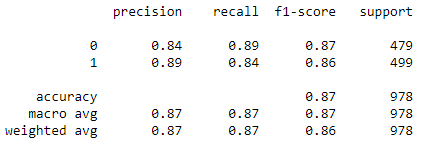 precision recall f1-score support
0 0.84 0.89 0.87 479
1 0.89 0.84 0.86 499
accuracy 0.87 978
macro avg 0.87 0.87 0.87 978
weighted avg 0.87 0.87 0.86 978